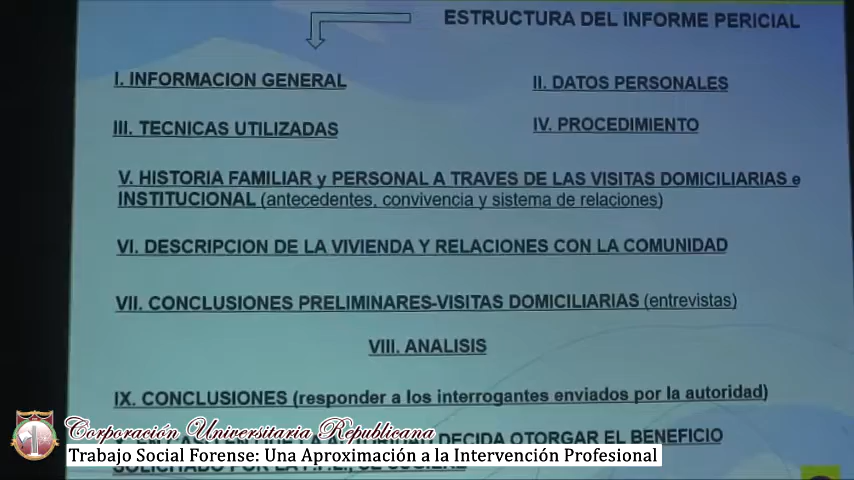 ESTRUCTURA DEL INFORME PERICIAL
I. INFORMACION GENERAL
II. DATOS PERSONALES
III. TECNICAS UTILIZADAS
IV. PROCEDIMIENTO
V. HISTORIA FAMILIAR y PERSONAL A TRAVES DE LAS VISITAS DOMICILIARIAS e
INSTITUCIONAL (antecedentes, convivencia y sistema de relaciones)
VI. DESCRIPCION DE LA VIVIENDA Y RELACIONES CON LA COMUNIDAD
VII. CONCLUSIONES PRELIMINARES-VISITAS DOMICILIARIAS (entrevistas)
VIII. ANALISIS
IX. CONCLUSIONES (responder a los interrogantes enviados por la autoridad)
DECIDA OTORGAR EL BENEFICIO
Corporación Universitaria Republicana
Trabajo Social Forense: Una Aproximación a la Intervención Profesional